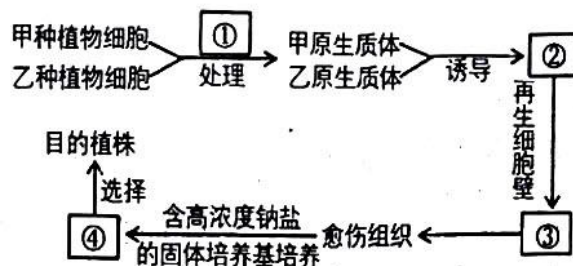 甲种植物细胞
乙种植物细胞
①
处理
甲原生质体
乙原生质体
诱导
②
再生细胞壁
③
愈伤组织
含高浓度钠盐
的固体培养基培养
④
选择
目的植株